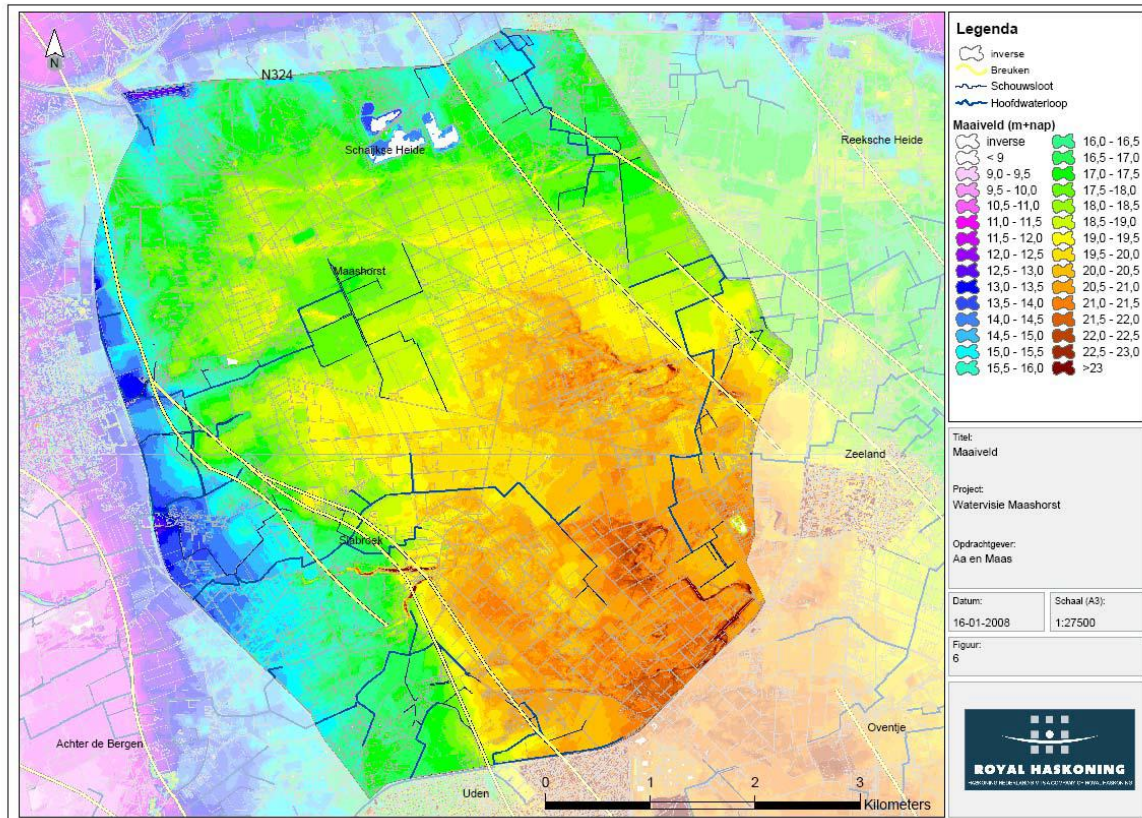 N
N324
Schaijkse Heide
Reeksche Heide
Maashorst
Zeeland
Slabroek
Achter de Bergen
Oventje
Uden
0 1 2 3
Kilometers
Legenda
inverse
Breuken
Schouwsloot
Hoofdwaterloop
Maaiveld (m+nap)
inverse
< 9
9,0 - 9,5
9,5 - 10,0
10,5 -11,0
11,0 - 11,5
11,5 - 12,0
12,0 - 12,5
12,5 - 13,0
13,0 - 13,5
13,5 - 14,0
14,0 - 14,5
14,5 - 15,0
15,0 - 15,5
15,5 - 16,0
16,0 - 16,5
16,5 - 17,0
17,0 - 17,5
17,5 -18,0
18,0 - 18,5
18,5 -19,0
19,0 - 19,5
19,5 - 20,0
20,0 - 20,5
20,5 - 21,0
21,0 - 21,5
21,5 - 22,0
22,0 - 22,5
22,5 - 23,0
>23
Titel:
Maaiveld
Project:
Watervisie Maashorst
Opdrachtgever:
Aa en Maas
Datum:
16-01-2008
Schaal (A3):
1:27500
Figuur:
6
ROYAL HASKONING
HASKONING NEDERLAND B.V. IS A COMPANY OF ROYAL HASKONING